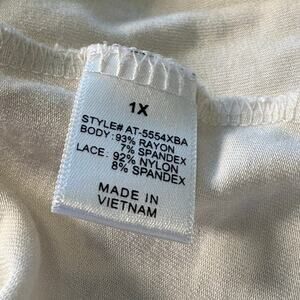 1X
STYLE# AT-5554XBA
BODY: 93% RAYON
7% SPANDEX
LACE: 92% NYLON
8% SPANDEX
MADE IN
VIETNAM